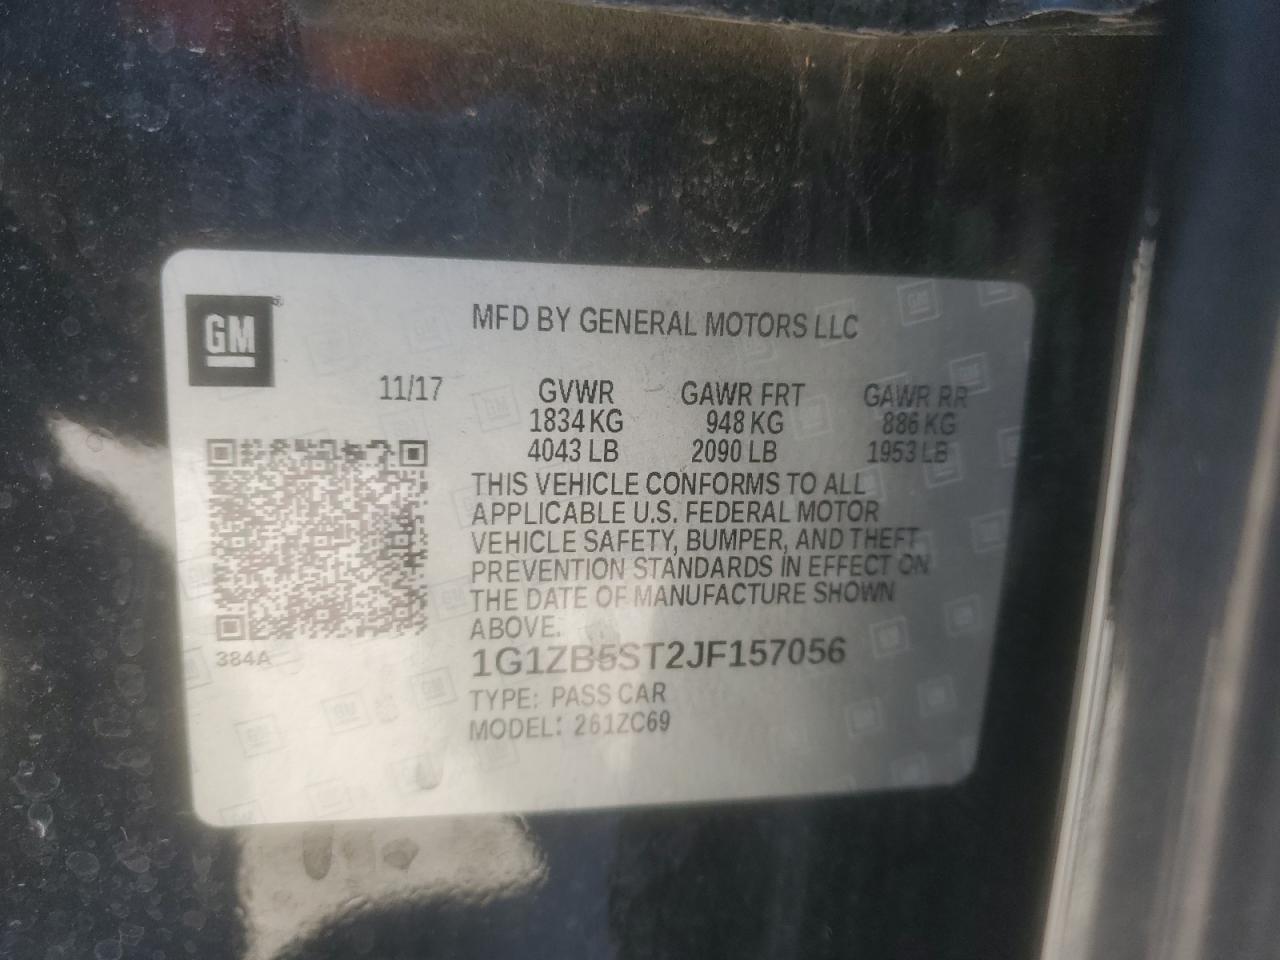 GM
MFD BY GENERAL MOTORS LLC
11/17 GVWR GAWR FRT GAWR RR
1834 KG 948 KG 886 KG
4043 LB 2090 LB 1953 LB
THIS VEHICLE CONFORMS TO ALL
APPLICABLE U.S. FEDERAL MOTOR
VEHICLE SAFETY, BUMPER, AND THEFT
PREVENTION STANDARDS IN EFFECT ON
THE DATE OF MANUFACTURE SHOWN
ABOVE.
384A
1G1ZB5ST2JF157056
TYPE: PASS CAR
MODEL: 261ZC69